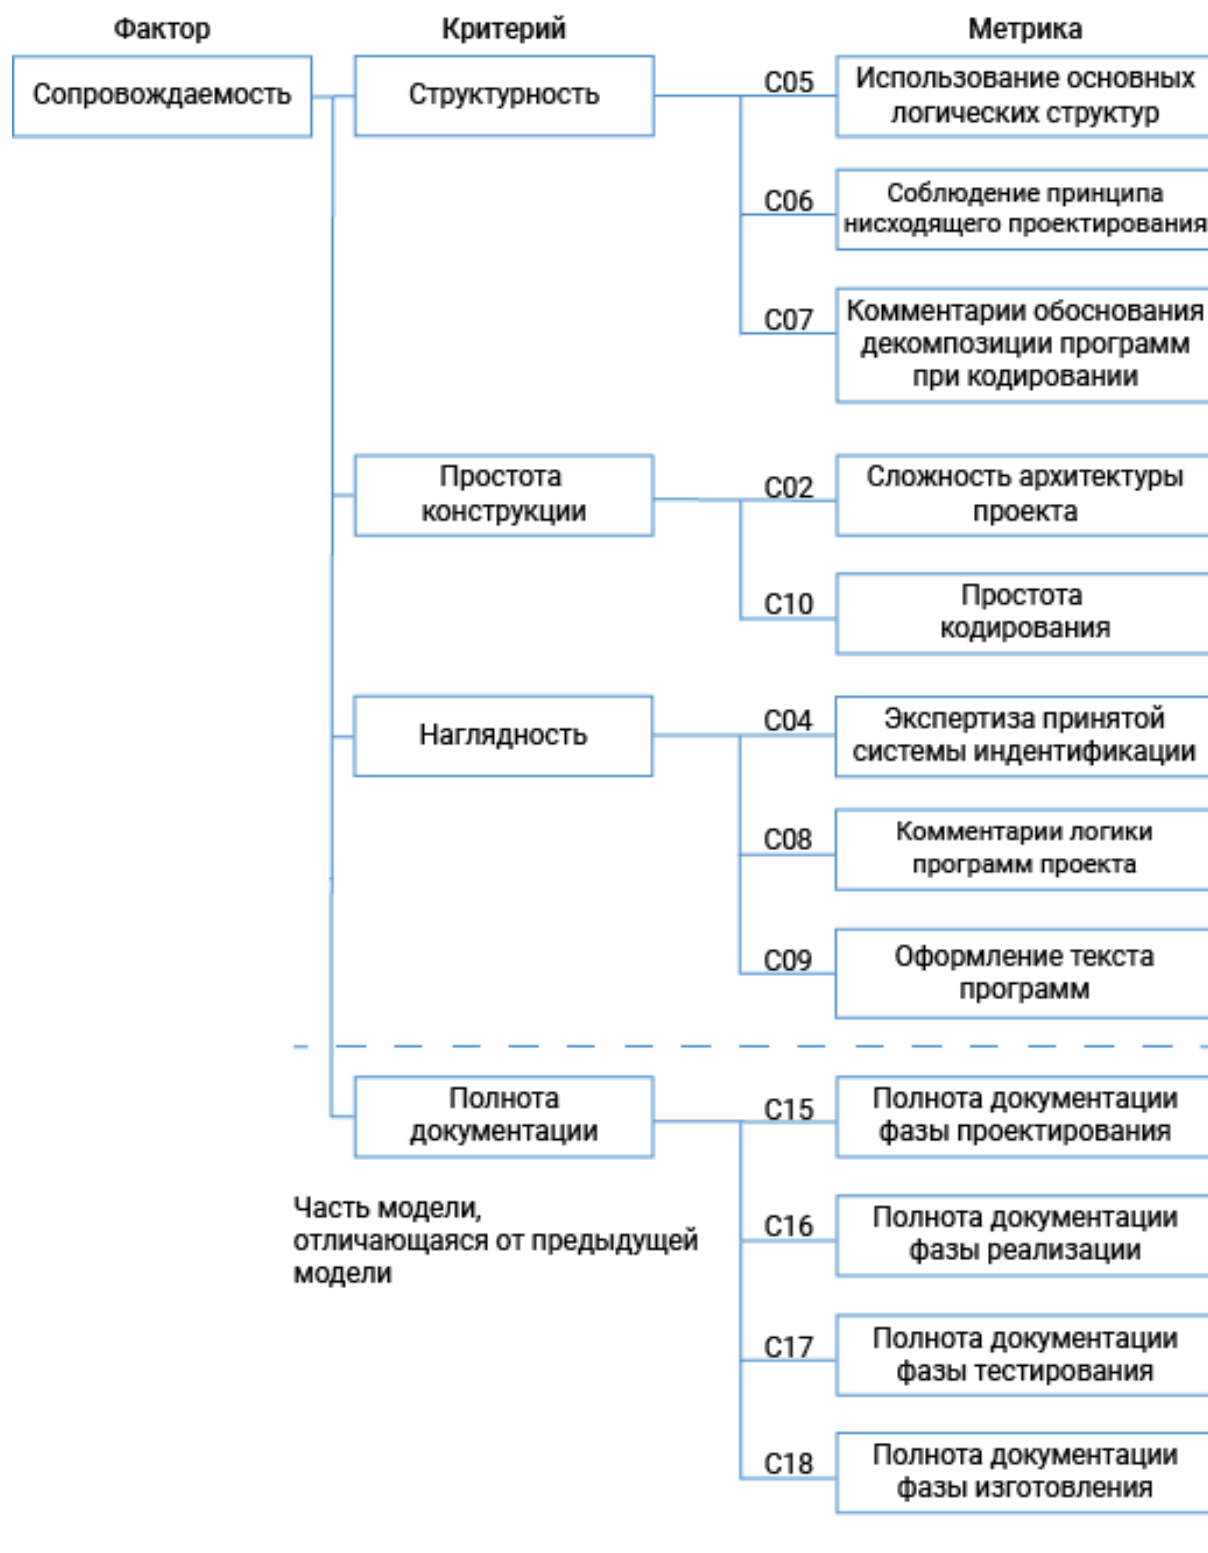 Фактор
Критерий
Метрика
Сопровождаемость
Структурность
C05
Использование основных
логических структур
C06
Соблюдение принципа
нисходящего проектирования
C07
Комментарии обоснования
декомпозиции программ
при кодировании
Простота
конструкции
C02
Сложность архитектуры
проекта
C10
Простота
кодирования
Наглядность
C04
Экспертиза принятой
системы индентификации
C08
Комментарии логики
программ проекта
C09
Оформление текста
программ
Полнота
документации
C15
Полнота документации
фазы проектирования
Часть модели,
отличающаяся от предыдущей
модели
C16
Полнота документации
фазы реализации
C17
Полнота документации
фазы тестирования
C18
Полнота документации
фазы изготовления